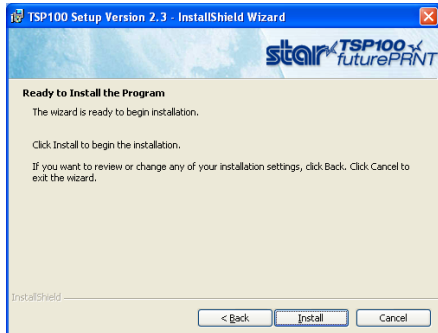 TSP100 Setup Version 2.3 - InstallShield Wizard
star TSP100
futurePRNT
Ready to Install the Program
The wizard is ready to begin installation.
Click Install to begin the installation.
If you want to review or change any of your installation settings, click Back. Click Cancel to
exit the wizard.
InstallShield
< Back Install Cancel